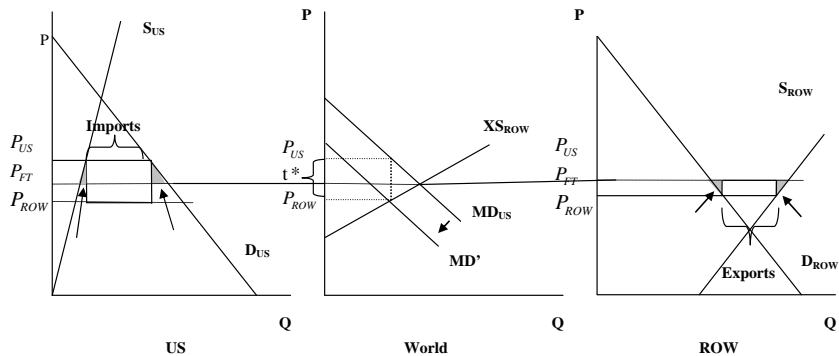 P
S_US
Imports
P_US
P_FT
P_ROW
D_US
Q
US
P
XS_ROW
P_US
t *
P_ROW
MD_US
MD'
Q
World
P
S_ROW
P_US
P_FT
P_ROW
D_ROW
Exports
Q
ROW